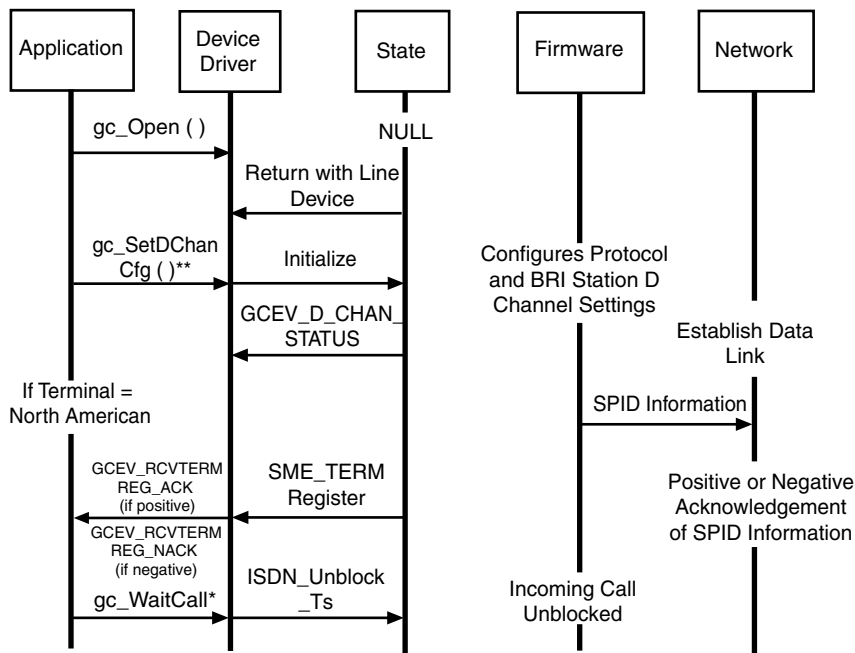 Application
Device
Driver
State
Firmware
Network
gc_Open ( )
NULL
Return with Line
Device
gc_SetDChan
Cfg ( )**
Initialize
Configures Protocol
and BRI Station D
Channel Settings
GCEV_D_CHAN_
STATUS
Establish Data
Link
If Terminal =
North American
SPID Information
GCEV_RCVTERM
REG_ACK
(if positive)
SME_TERM
Register
Positive or Negative
Acknowledgement
of SPID Information
GCEV_RCVTERM
REG_NACK
(if negative)
gc_WaitCall*
ISDN_Unblock
_Ts
Incoming Call
Unblocked